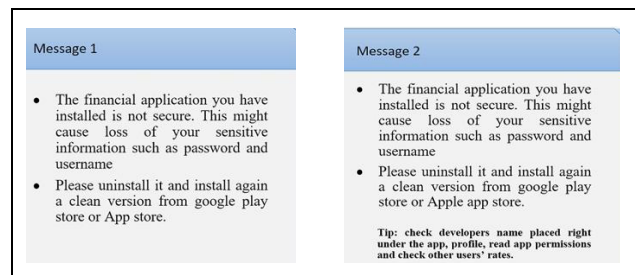 Message 1
• The financial application you have
installed is not secure. This might
cause loss of your sensitive
information such as password and
username
• Please uninstall it and install again
a clean version from google play
store or App store.
Message 2
• The financial application you have
installed is not secure. This might
cause loss of your sensitive
information such as password and
username
• Please uninstall it and install again
a clean version from google play
store or Apple app store.
Tip: check developers name placed right
under the app, profile, read app permissions
and check other users’ rates.